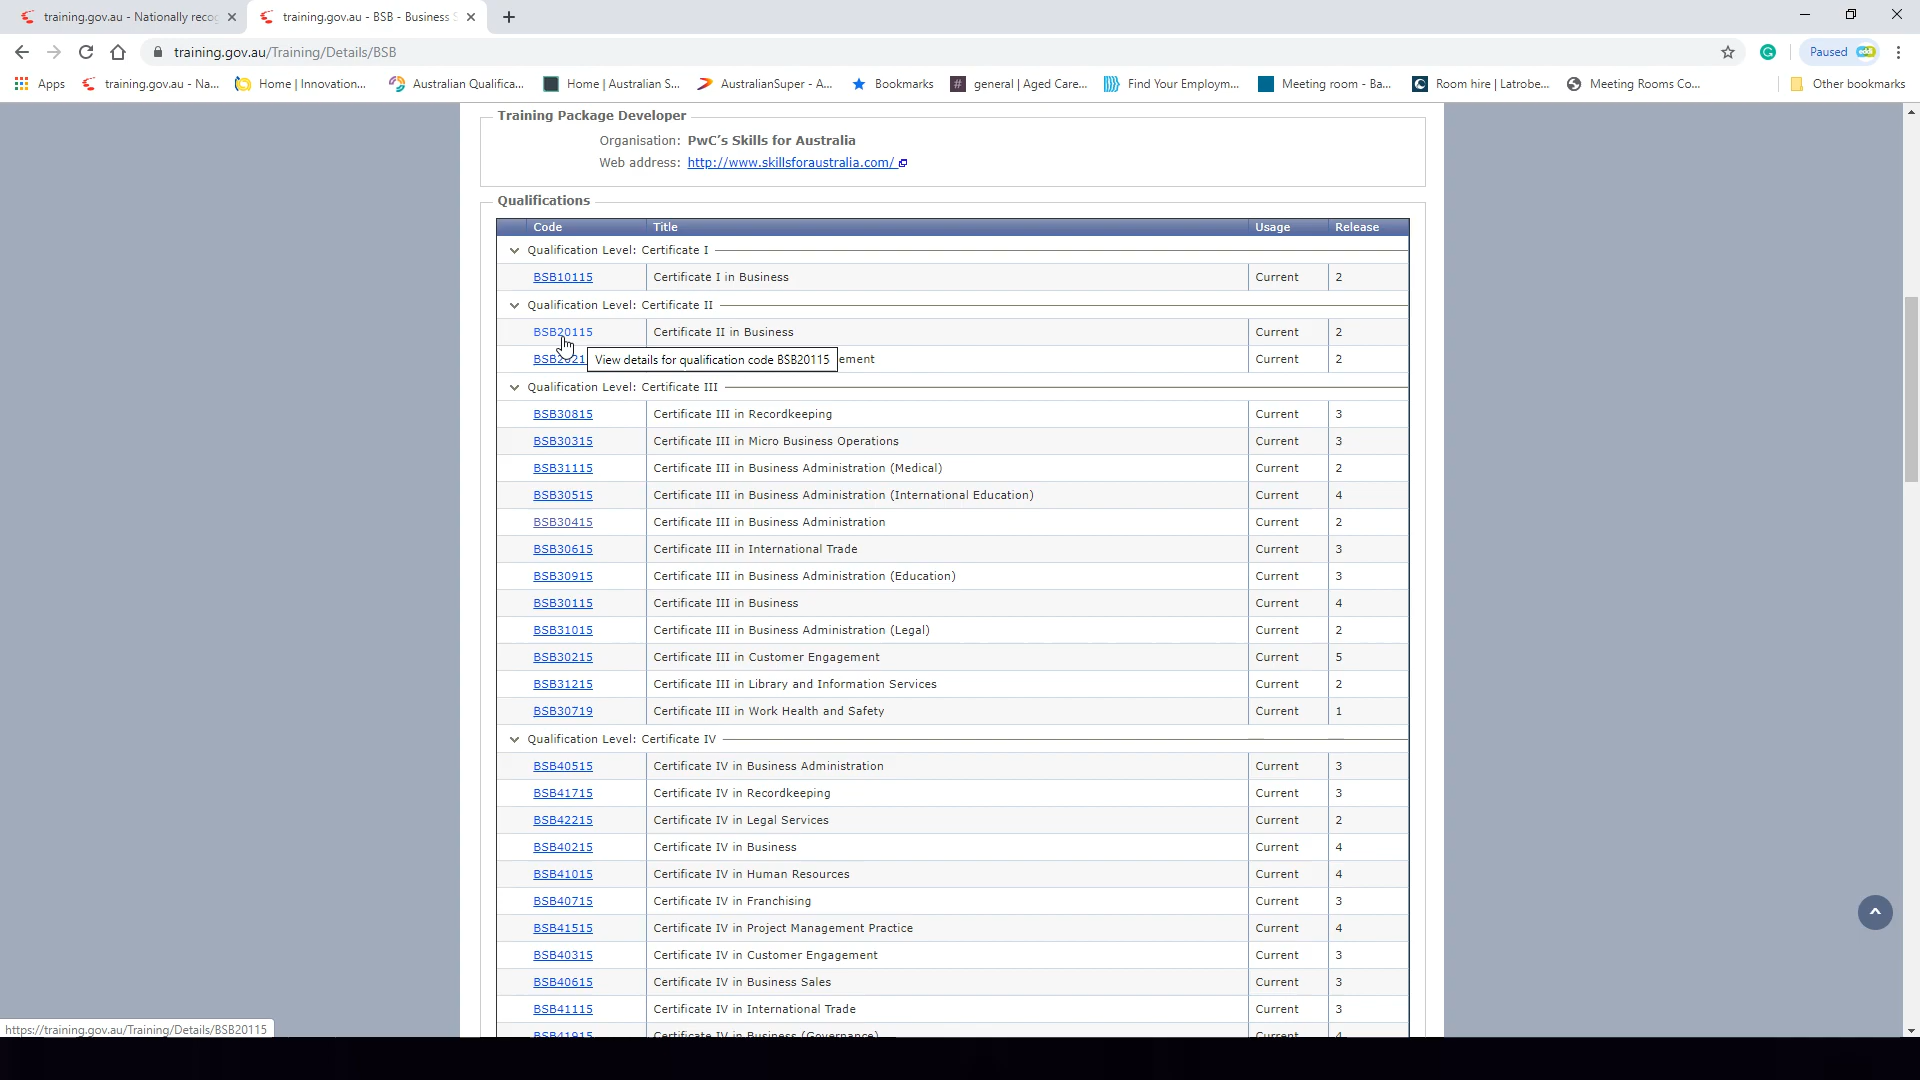 training.gov.au - Nationally reco
training.gov.au - BSB - Business S
training.gov.au/Training/Details/BSB
Paused
Apps
training.gov.au - Na...
Home | Innovation...
Australian Qualifica...
Home | Australian S...
AustralianSuper - A...
Bookmarks
general | Aged Care...
Find Your Employm...
Meeting room - Ba...
Room hire | Latrobe...
Meeting Rooms Co...
Other bookmarks
Training Package Developer
Organisation: PwC's Skills for Australia
Web address: http://www.skillsforaustralia.com/
Qualifications
Code Title Usage Release
Qualification Level: Certificate I
BSB10115 Certificate I in Business Current 2
Qualification Level: Certificate II
BSB20115 Certificate II in Business Current 2
BSB2021 ement Current 2
View details for qualification code BSB20115
Qualification Level: Certificate III
BSB30815 Certificate III in Recordkeeping Current 3
BSB30315 Certificate III in Micro Business Operations Current 3
BSB31115 Certificate III in Business Administration (Medical) Current 2
BSB30515 Certificate III in Business Administration (International Education) Current 4
BSB30415 Certificate III in Business Administration Current 2
BSB30615 Certificate III in International Trade Current 3
BSB30915 Certificate III in Business Administration (Education) Current 3
BSB30115 Certificate III in Business Current 4
BSB31015 Certificate III in Business Administration (Legal) Current 2
BSB30215 Certificate III in Customer Engagement Current 5
BSB31215 Certificate III in Library and Information Services Current 2
BSB30719 Certificate III in Work Health and Safety Current 1
Qualification Level: Certificate IV
BSB40515 Certificate IV in Business Administration Current 3
BSB41715 Certificate IV in Recordkeeping Current 3
BSB42215 Certificate IV in Legal Services Current 2
BSB40215 Certificate IV in Business Current 4
BSB41015 Certificate IV in Human Resources Current 4
BSB40715 Certificate IV in Franchising Current 3
BSB41515 Certificate IV in Project Management Practice Current 4
BSB40315 Certificate IV in Customer Engagement Current 3
BSB40615 Certificate IV in Business Sales Current 3
BSB41115 Certificate IV in International Trade Current 3
BSB41915 Certificate IV in Business (Governance) Current 4
https://training.gov.au/Training/Details/BSB20115